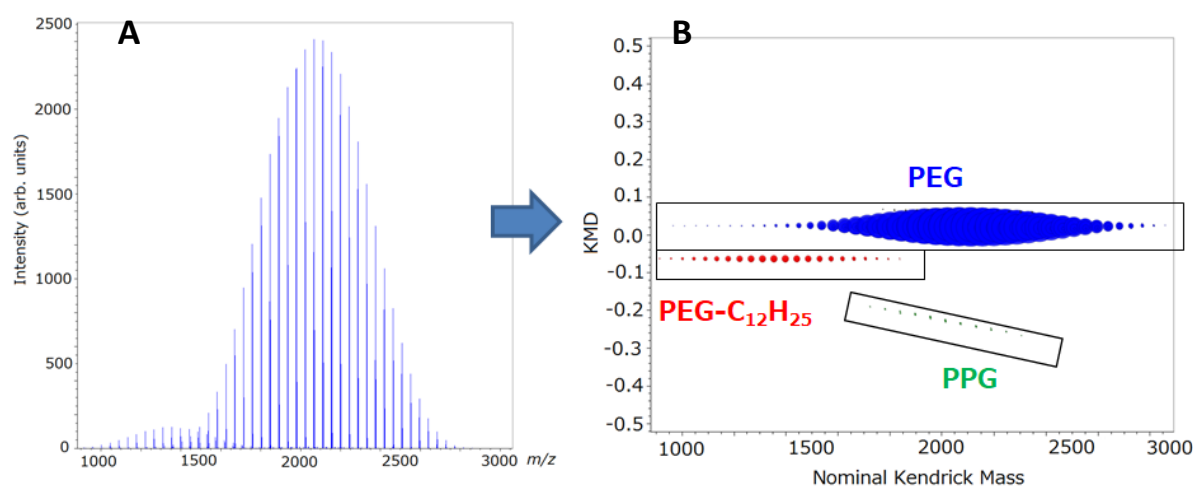 A
Intensity (arb. units)
2500
2000
1500
1000
500
0
1000 1500 2000 2500 3000 m/z
B
KMD
0.5
0.4
0.3
0.2
0.1
0.0
-0.1
-0.2
-0.3
-0.4
-0.5
PEG
PEG-C₁₂H₂₅
PPG
1000 1500 2000 2500 3000
Nominal Kendrick Mass